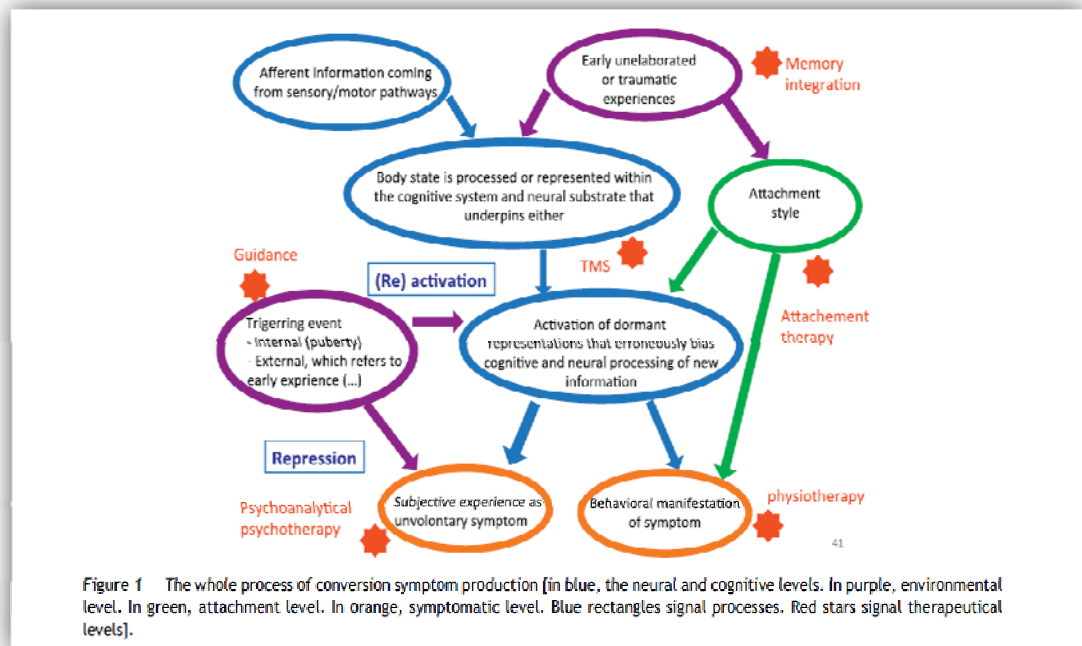 Afferent information coming
from sensory/motor pathways
Early unelaborated
or traumatic
experiences
Memory
integration
Body state is processed or represented within
the cognitive system and neural substrate that
underpins either
Attachment
style
Guidance
(Re) activation
TMS
Trigerring event
- Internal (puberty)
- External, which refers to
early exprience (...)
Activation of dormant
representations that erroneously bias
cognitive and neural processing of new
information
Attachement
therapy
Repression
Psychoanalytical
psychotherapy
Subjective experience as
unvolontary symptom
Behavioral manifestation
of symptom
physiotherapy
41
Figure 1 The whole process of conversion symptom production [in blue, the neural and cognitive levels. In purple, environmental
level. In green, attachment level. In orange, symptomatic level. Blue rectangles signal processes. Red stars signal therapeutical
levels].